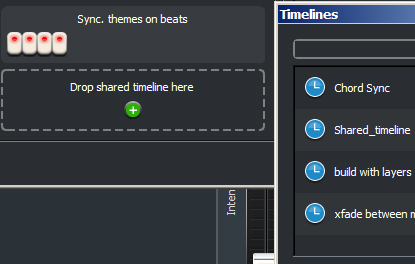 Sync. themes on beats
Drop shared timeline here
Inten
Timelines
Chord Sync
Shared_timeline
build with layers
xfade between